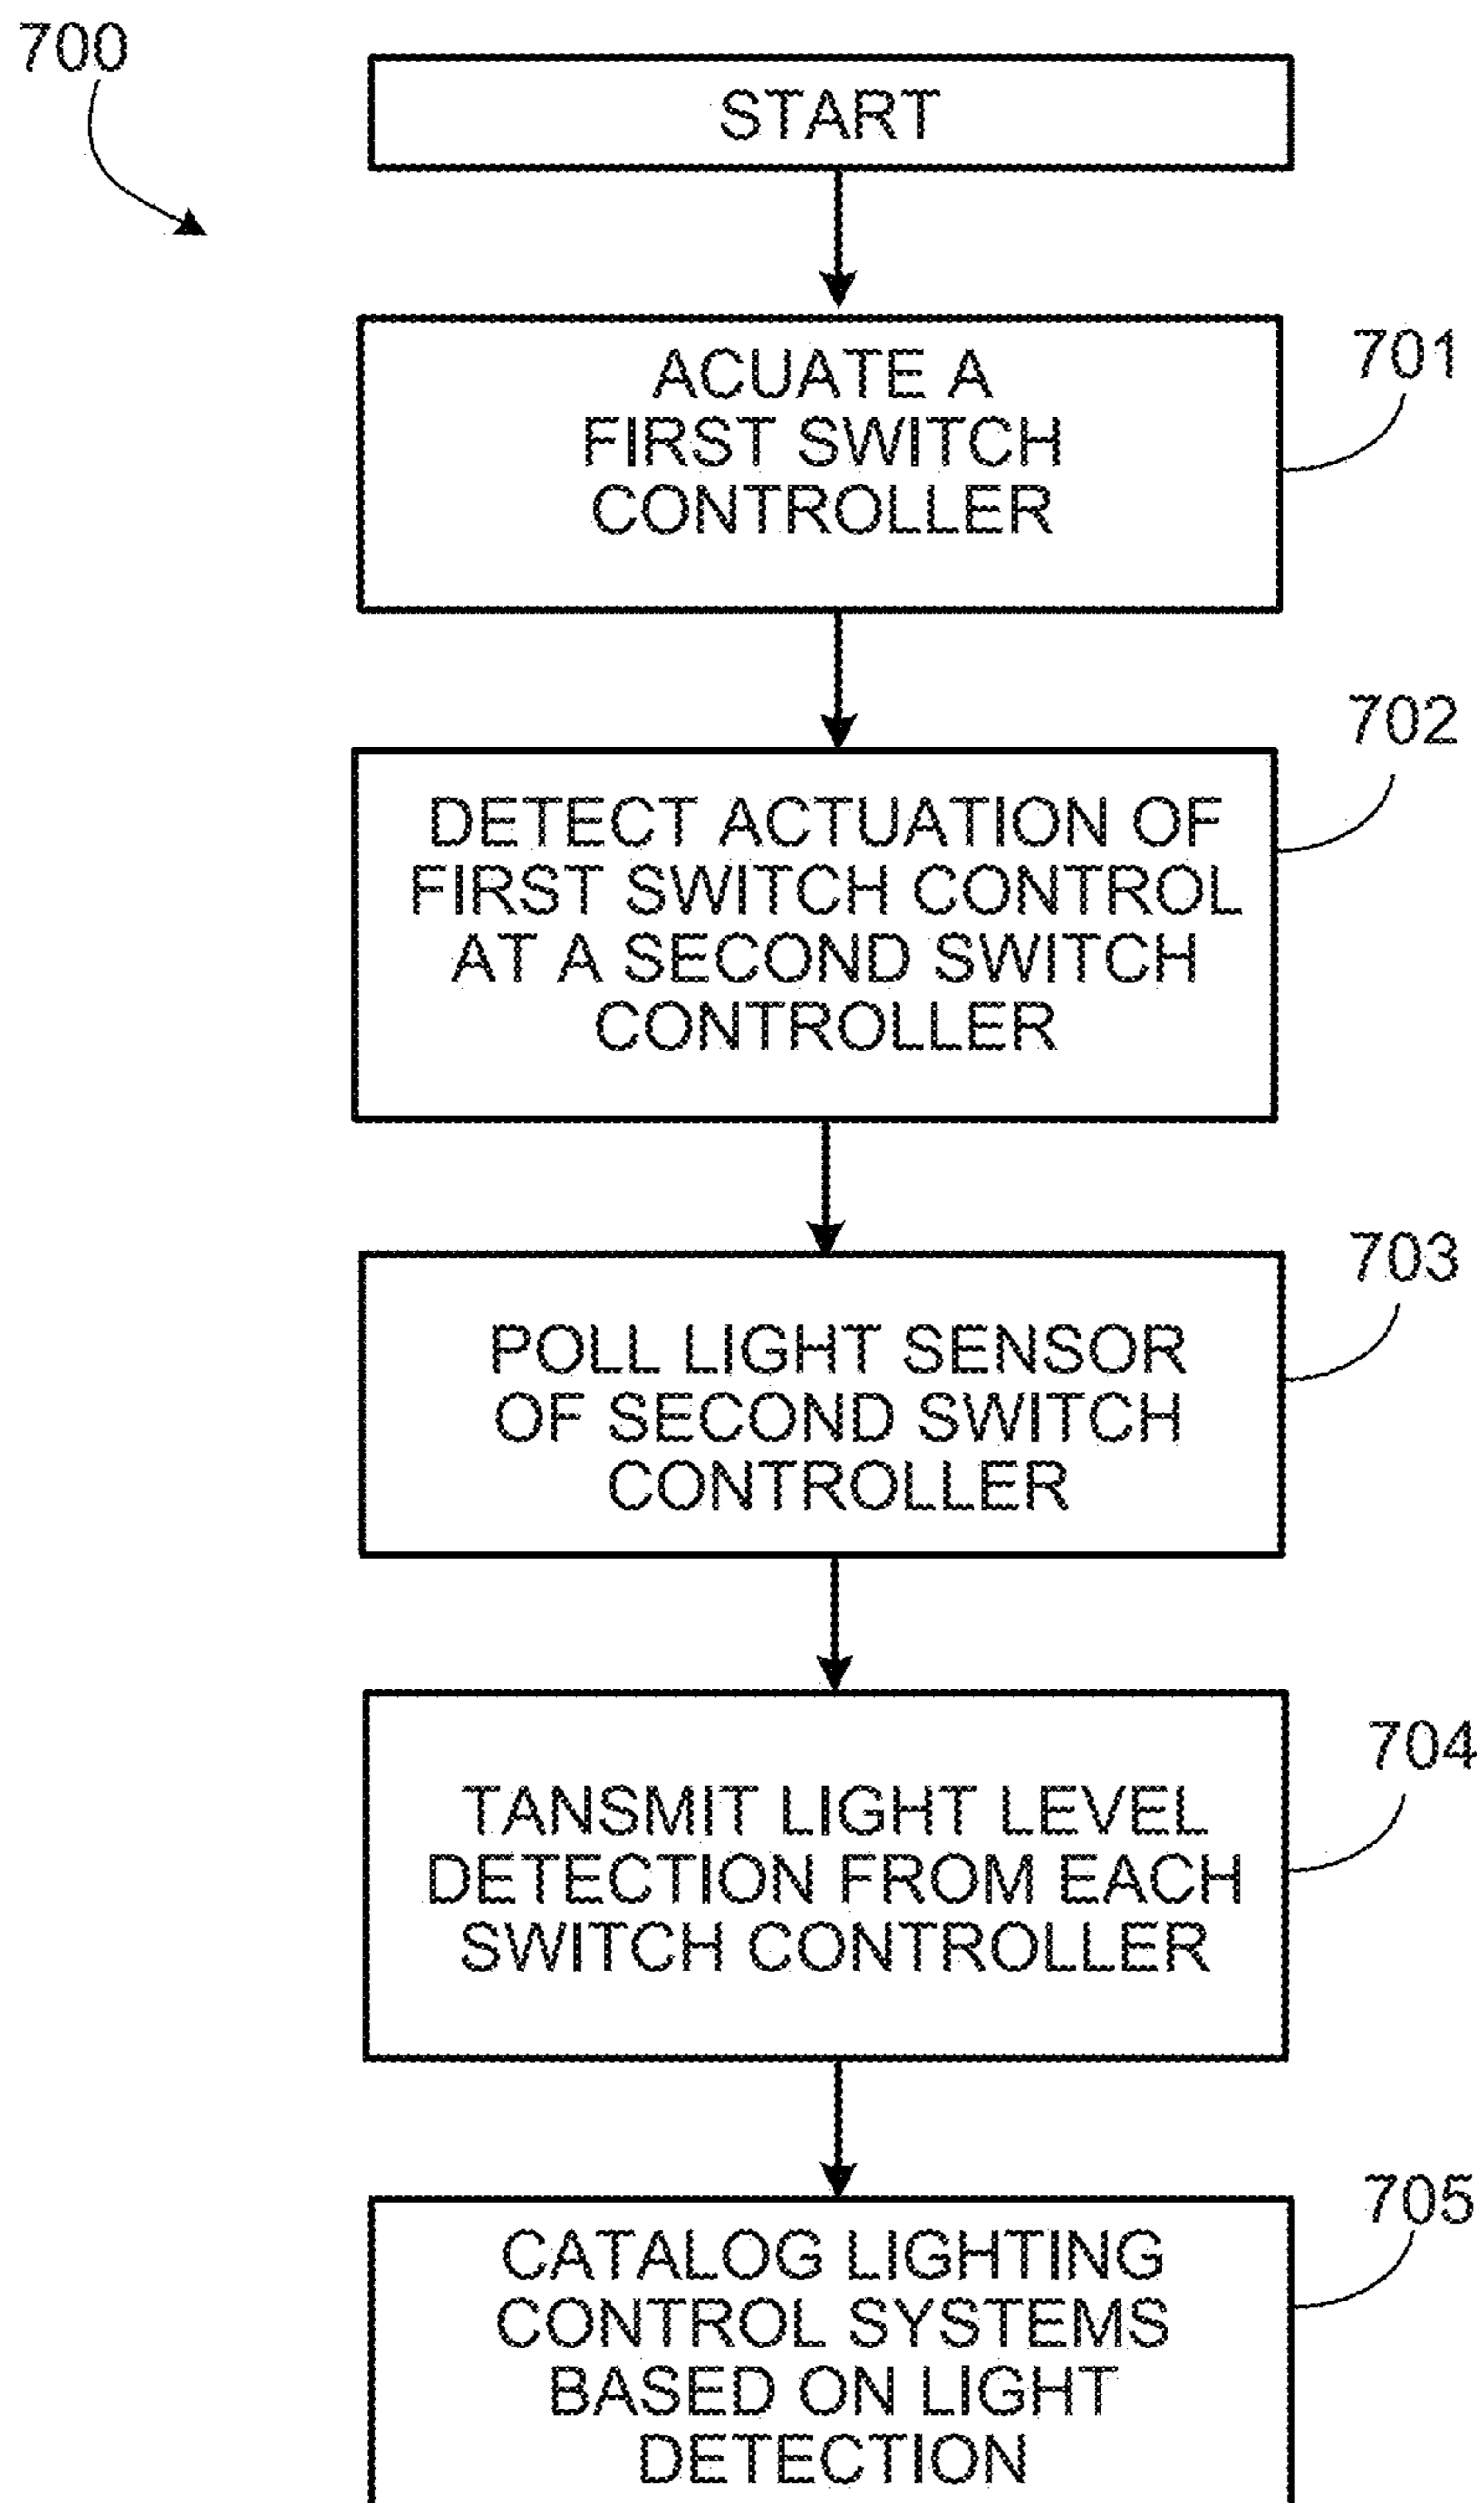 700
START
ACUATE A
FIRST SWITCH
CONTROLLER
701
DETECT ACTUATION OF
FIRST SWITCH CONTROL
AT A SECOND SWITCH
CONTROLLER
702
POLL LIGHT SENSOR
OF SECOND SWITCH
CONTROLLER
703
TANSMIT LIGHT LEVEL
DETECTION FROM EACH
SWITCH CONTROLLER
704
CATALOG LIGHTING
CONTROL SYSTEMS
BASED ON LIGHT
DETECTION
705